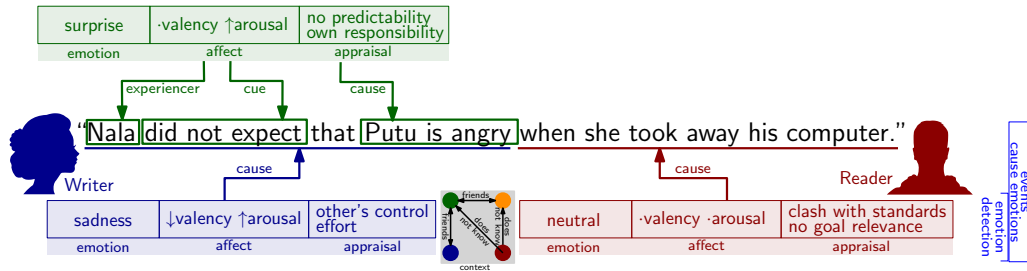 surprise
·valency ↑arousal
no predictability
own responsibility
emotion
affect
appraisal
experiencer
cue
cause
“Nala did not expect that Putu is angry when she took away his computer.”
Writer
cause
cause
Reader
sadness
↓valency ↑arousal
other's control
effort
emotion
affect
appraisal
friends
friends
does
not know
does
not know
context
neutral
·valency ·arousal
clash with standards
no goal relevance
emotion
affect
appraisal
events
cause emotions
emotion
detection